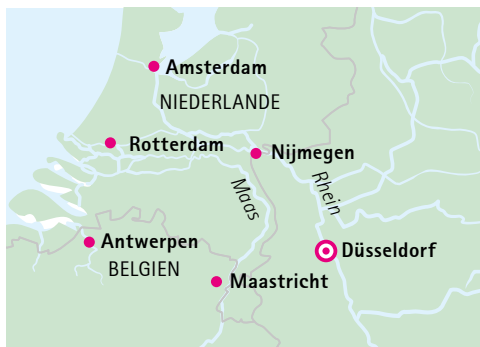 Amsterdam
NIEDERLANDE
Rotterdam
Nijmegen
Maas
Rhein
Antwerpen
BELGIEN
Düsseldorf
Maastricht